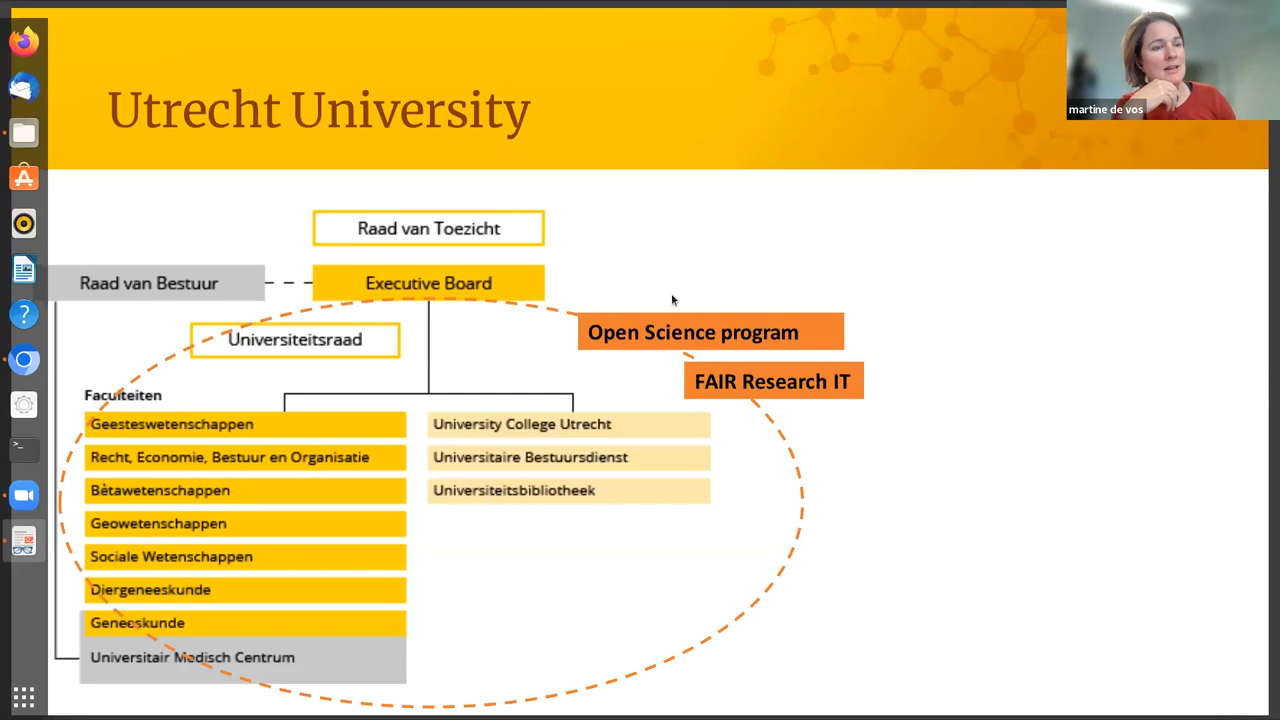 Utrecht University
martine de vos
Raad van Toezicht
Raad van Bestuur
Executive Board
Universiteitsraad
Open Science program
FAIR Research IT
Faculteiten
Geesteswetenschappen
Recht, Economie, Bestuur en Organisatie
Bètawetenschappen
Geowetenschappen
Sociale Wetenschappen
Diergeneeskunde
Geneeskunde
Universitair Medisch Centrum
University College Utrecht
Universitaire Bestuursdienst
Universiteitsbibliotheek